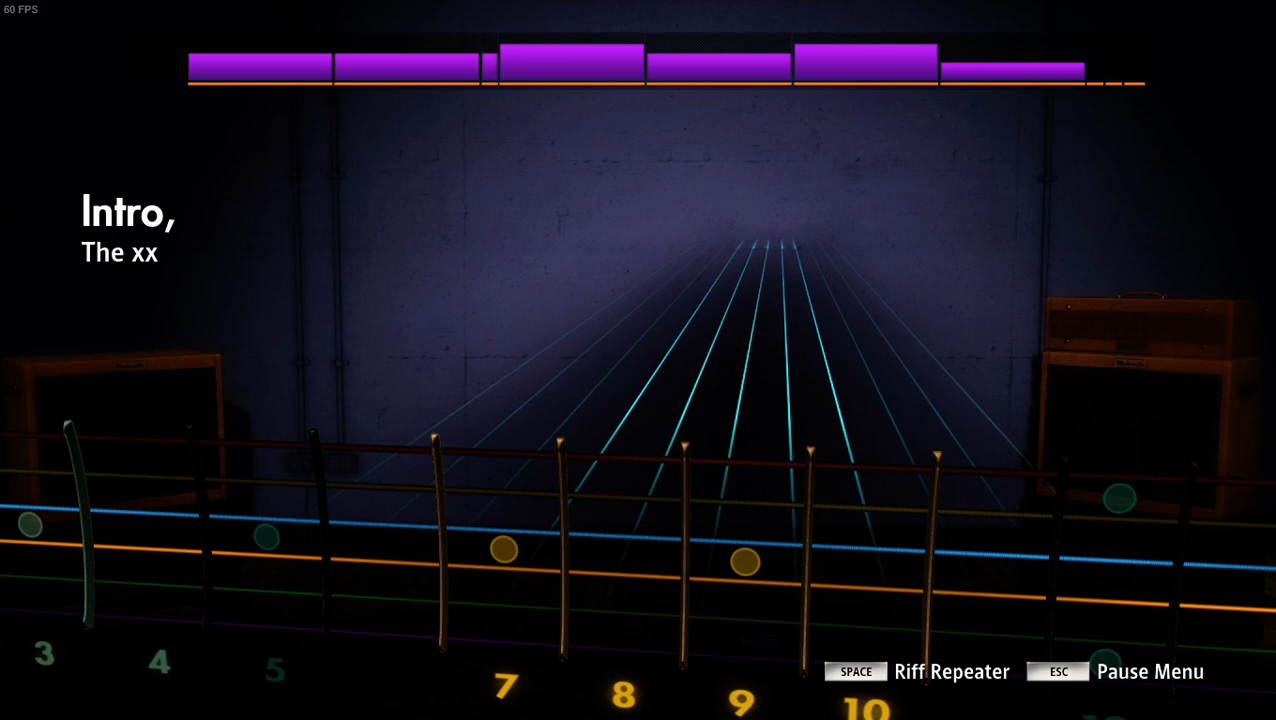 60 FPS
Intro,
The xx
3
4
5
7
8
9
10
SPACE Riff Repeater ESC Pause Menu